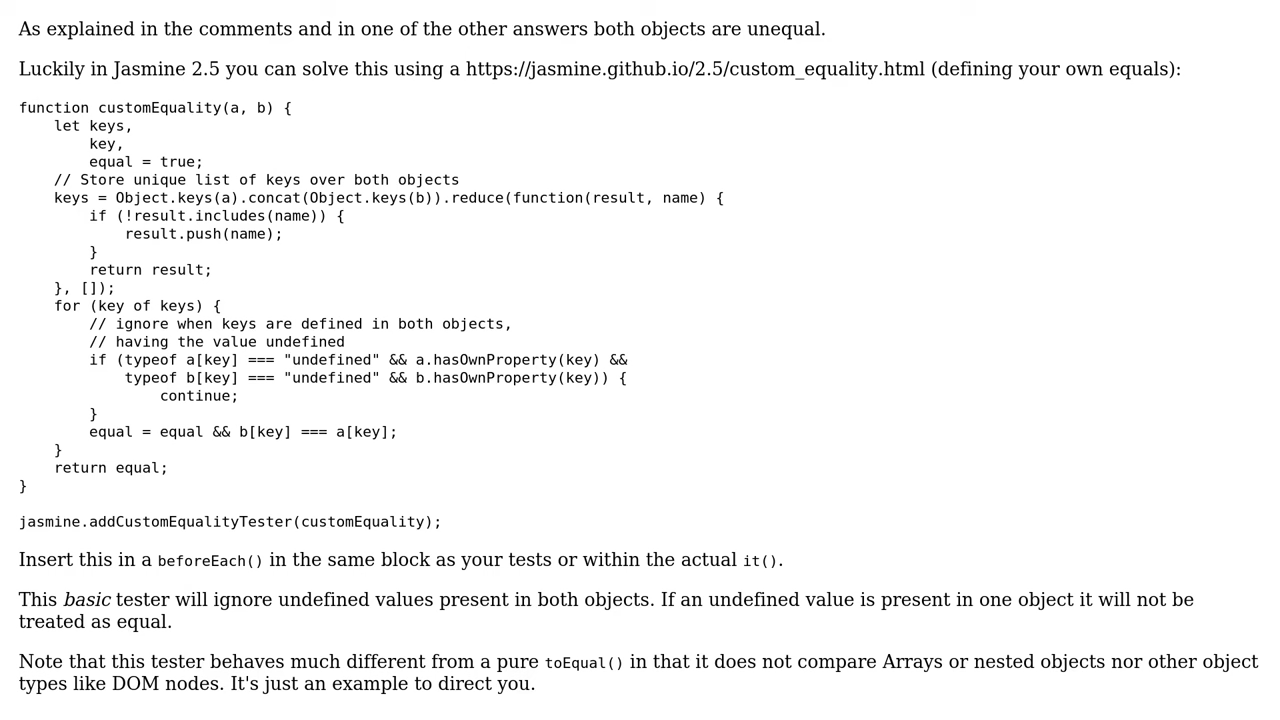 As explained in the comments and in one of the other answers both objects are unequal.
Luckily in Jasmine 2.5 you can solve this using a https://jasmine.github.io/2.5/custom_equality.html (defining your own equals):
function customEquality(a, b) {
    let keys,
        key,
        equal = true;
    // Store unique list of keys over both objects
    keys = Object.keys(a).concat(Object.keys(b)).reduce(function(result, name) {
        if (!result.includes(name)) {
            result.push(name);
        }
        return result;
    }, []);
    for (key of keys) {
        // ignore when keys are defined in both objects,
        // having the value undefined
        if (typeof a[key] === "undefined" && a.hasOwnProperty(key) &&
            typeof b[key] === "undefined" && b.hasOwnProperty(key)) {
                continue;
        }
        equal = equal && b[key] === a[key];
    }
    return equal;
}
jasmine.addCustomEqualityTester(customEquality);
Insert this in a beforeEach() in the same block as your tests or within the actual it().
This basic tester will ignore undefined values present in both objects. If an undefined value is present in one object it will not be
treated as equal.
Note that this tester behaves much different from a pure toEqual() in that it does not compare Arrays or nested objects nor other object
types like DOM nodes. It's just an example to direct you.